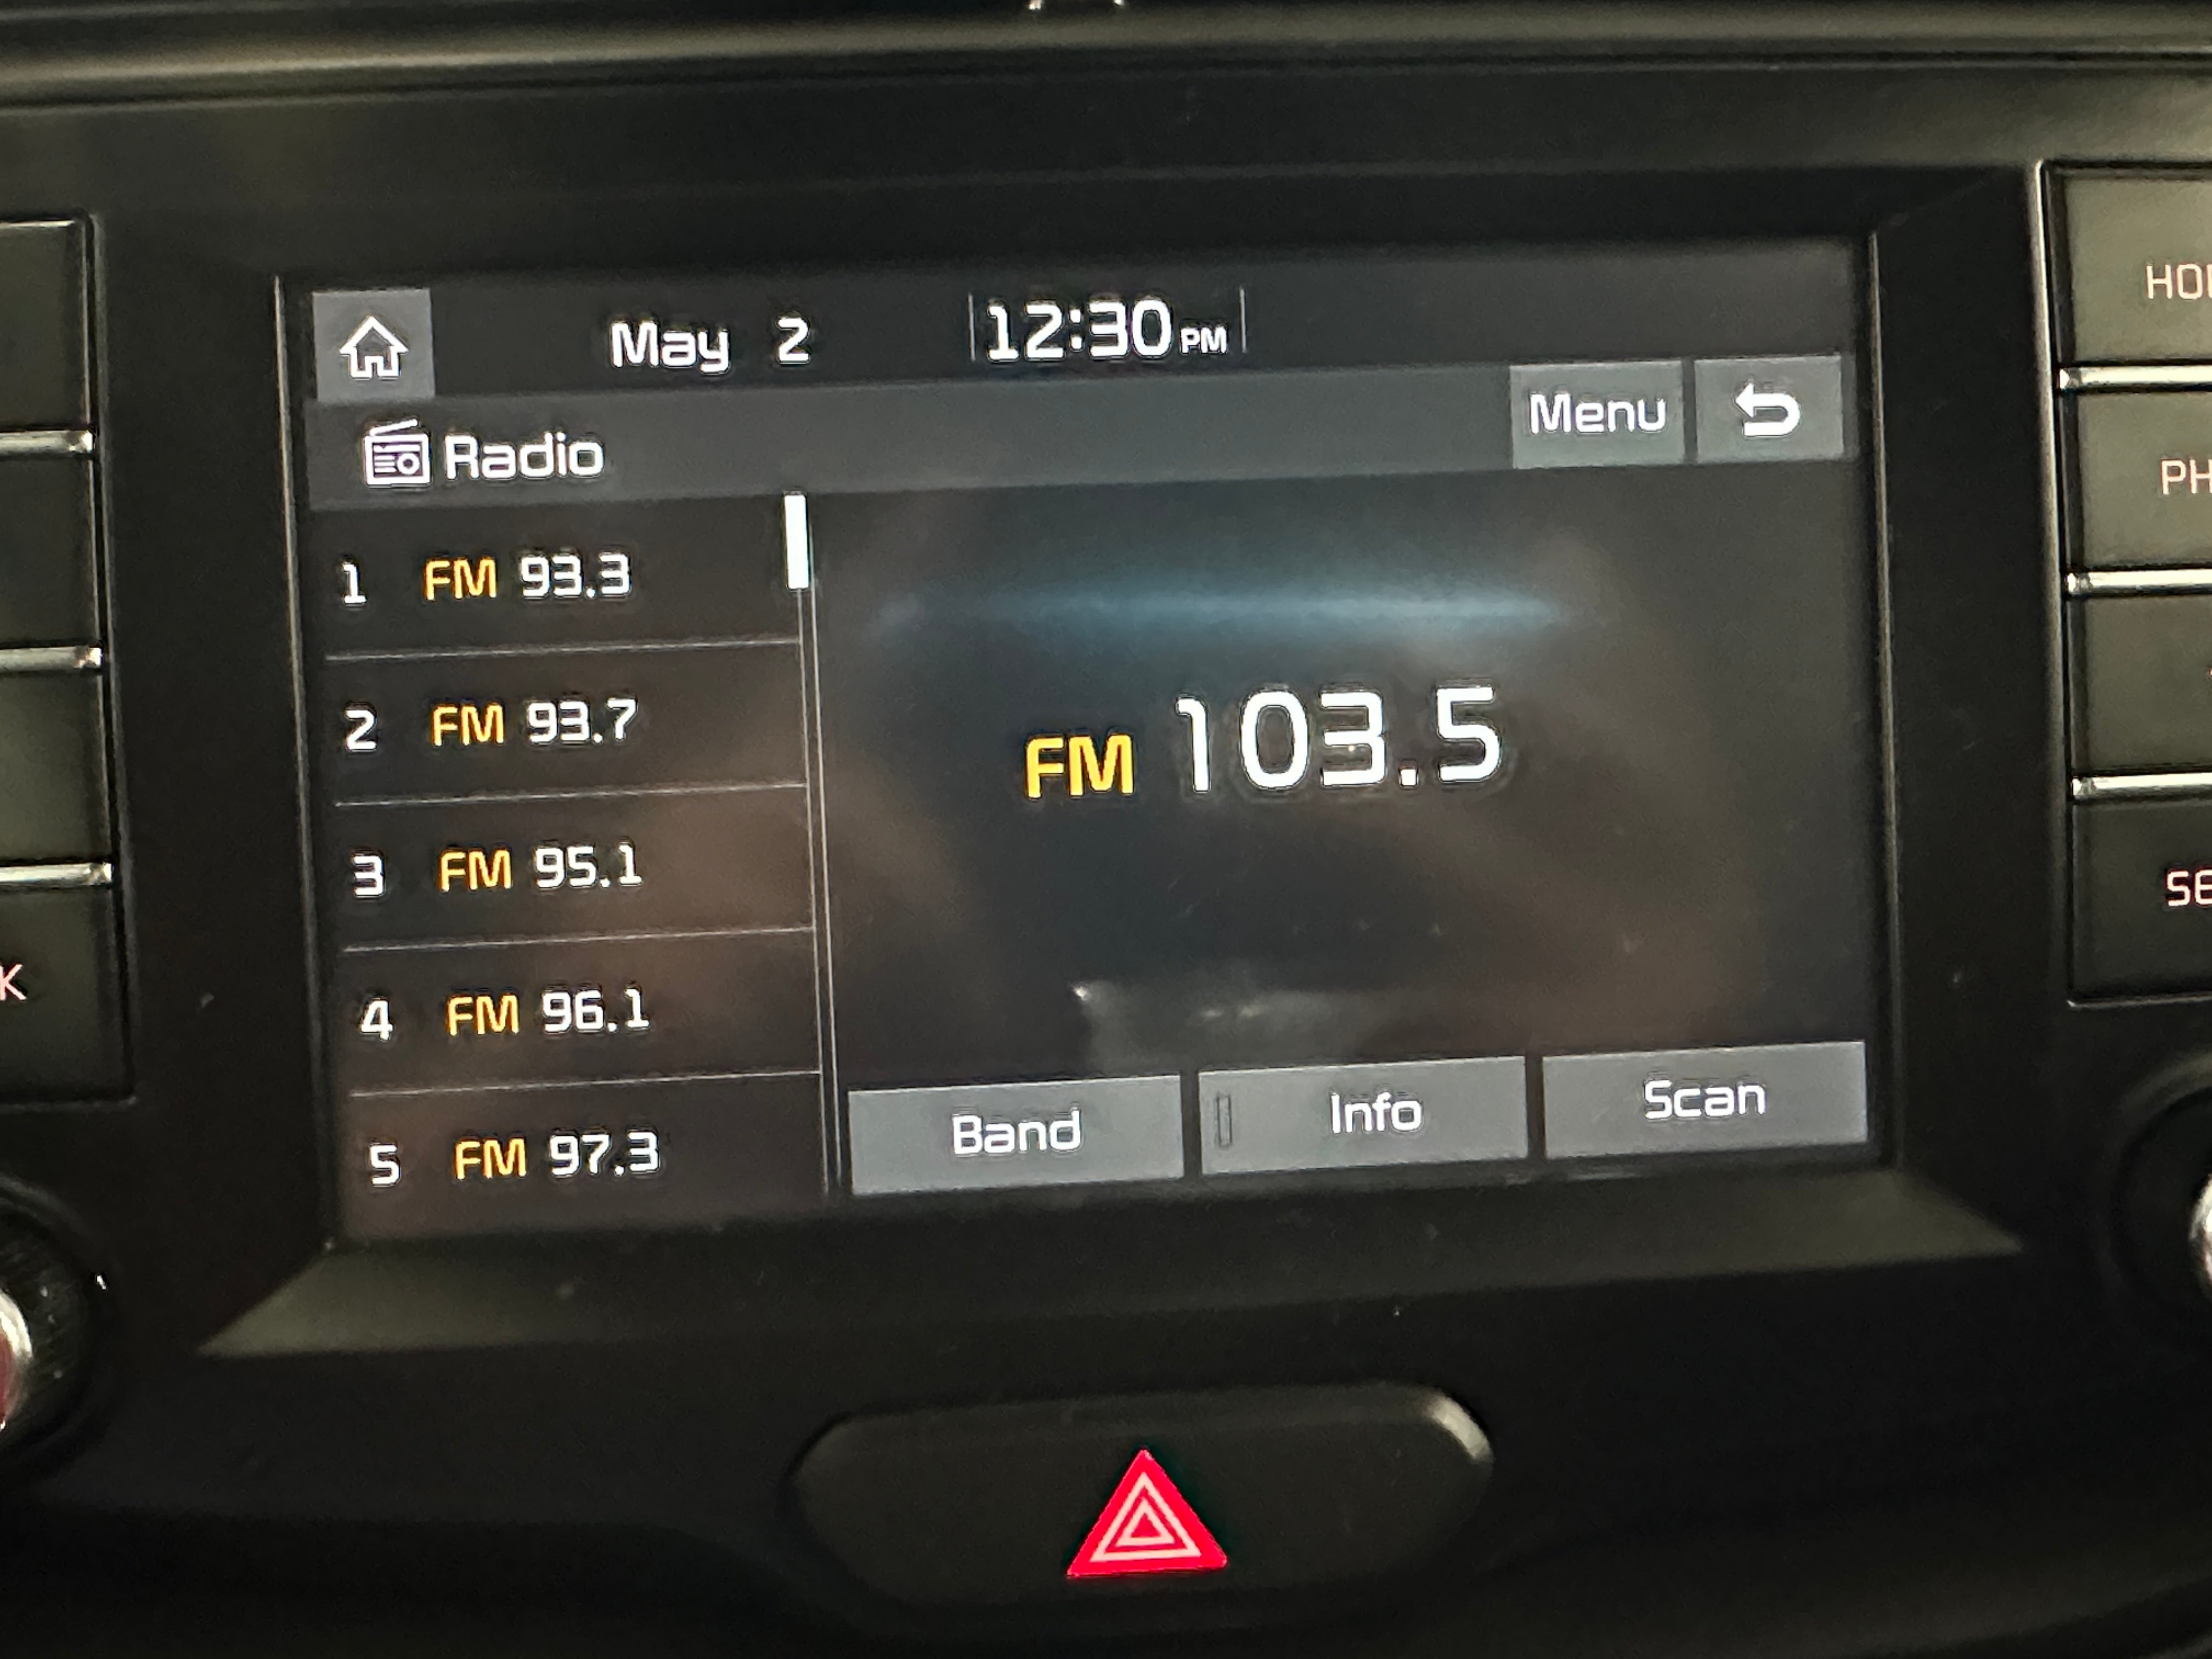 May 2 12:30 PM
Radio Menu
1 FM 93.3
2 FM 93.7
3 FM 95.1
4 FM 96.1
5 FM 97.3
FM 103.5
Band Info Scan